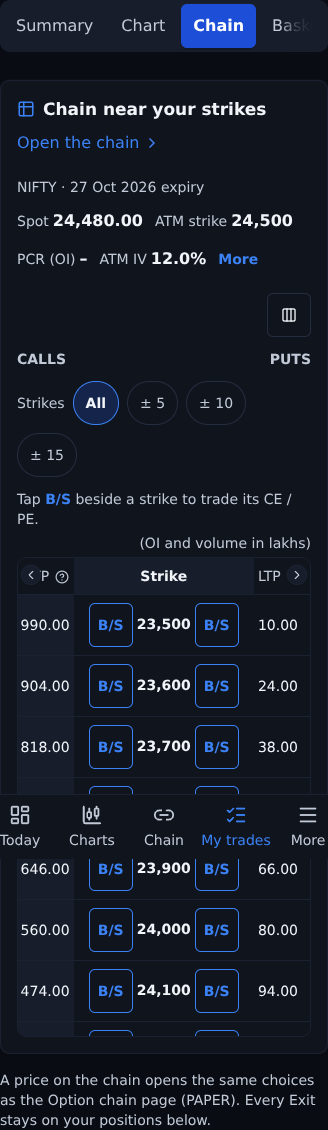 Summary Chart Chain Bask
Chain near your strikes
Open the chain
NIFTY · 27 Oct 2026 expiry
Spot 24,480.00 ATM strike 24,500
PCR (OI) – ATM IV 12.0% More
CALLS PUTS
Strikes All ± 5 ± 10
± 15
Tap B/S beside a strike to trade its CE /
PE.
(OI and volume in lakhs)
P Strike LTP
990.00 B/S 23,500 B/S 10.00
904.00 B/S 23,600 B/S 24.00
818.00 B/S 23,700 B/S 38.00
Today Charts Chain My trades More
646.00 B/S 23,900 B/S 66.00
560.00 B/S 24,000 B/S 80.00
474.00 B/S 24,100 B/S 94.00
A price on the chain opens the same choices
as the Option chain page (PAPER). Every Exit
stays on your positions below.